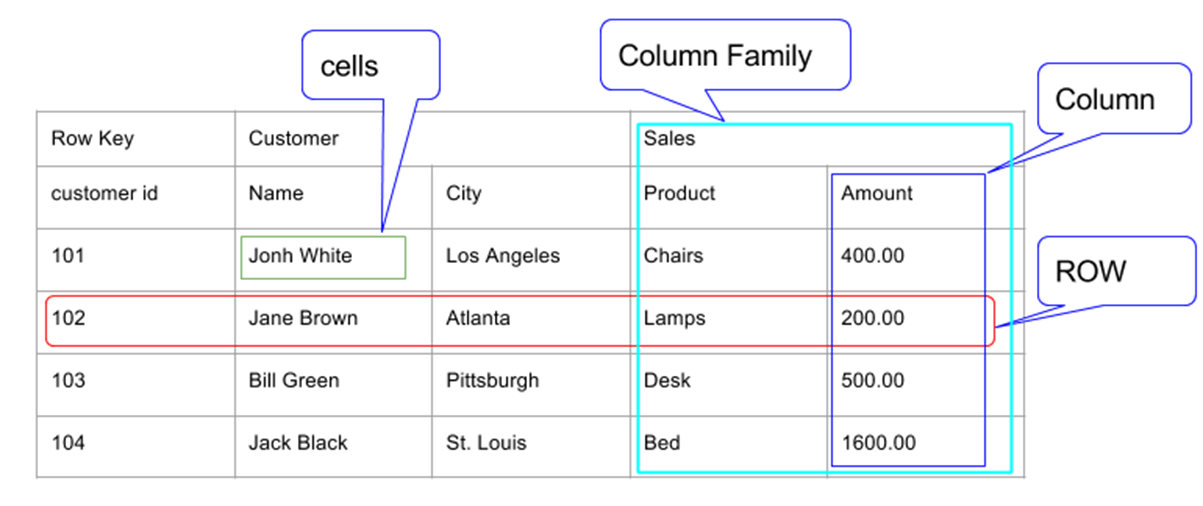 cells
Column Family
Column
Row Key Customer Sales
customer id Name City Product Amount
101 Jonh White Los Angeles Chairs 400.00
ROW
102 Jane Brown Atlanta Lamps 200.00
103 Bill Green Pittsburgh Desk 500.00
104 Jack Black St. Louis Bed 1600.00